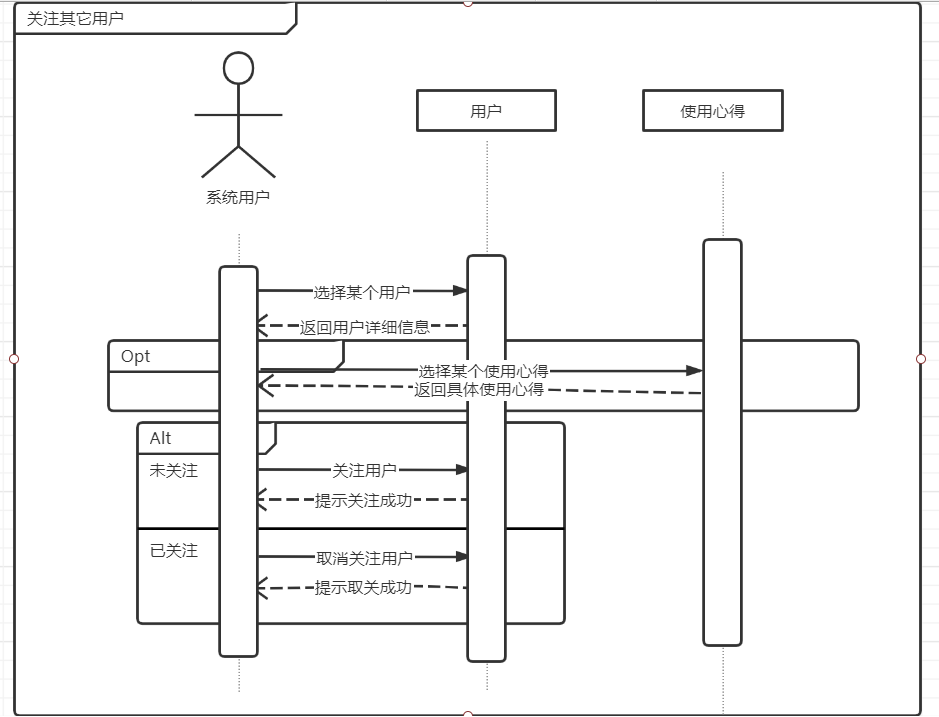 关注其它用户
用户
使用心得
系统用户
选择某个用户
返回用户详细信息
Opt
选择某个使用心得
返回具体使用心得
Alt
未关注
关注用户
提示关注成功
已关注
取消关注用户
提示取关成功